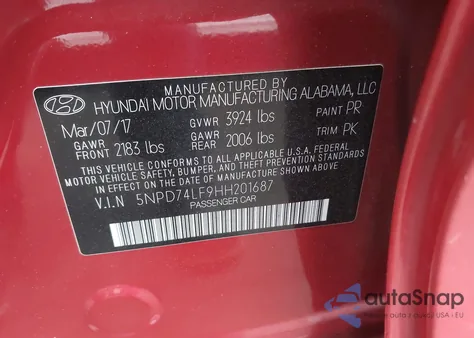 MANUFACTURED BY
HYUNDAI MOTOR MANUFACTURING ALABAMA, LLC
Mar/07/17 GVWR 3924 lbs PAINT PR
GAWR FRONT 2183 lbs GAWR REAR 2006 lbs TRIM PK
THIS VEHICLE CONFORMS TO ALL APPLICABLE U.S.A. FEDERAL
MOTOR VEHICLE SAFETY, BUMPER, AND THEFT PREVENTION STANDARDS
IN EFFECT ON THE DATE OF MANUFACTURE SHOWN ABOVE.
V.I.N 5NPD74LF9HH201687
PASSENGER CAR
autoSnap
USA - EU